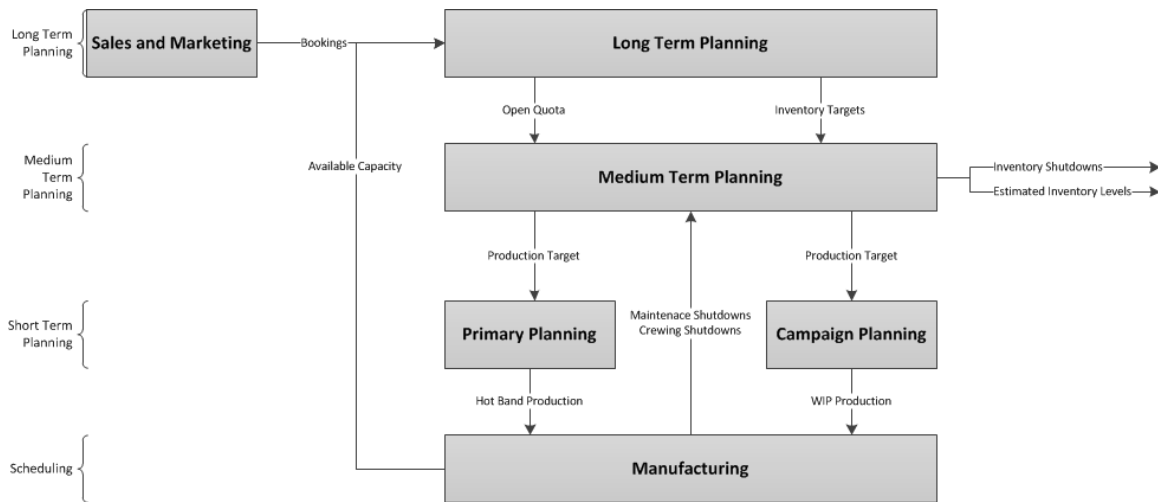 Long Term
Planning
Sales and Marketing
Bookings
Long Term Planning
Open Quota
Inventory Targets
Medium
Term
Planning
Available Capacity
Medium Term Planning
Inventory Shutdowns
Estimated Inventory Levels
Production Target
Production Target
Short Term
Planning
Primary Planning
Maintenace Shutdowns
Crewing Shutdowns
Campaign Planning
Hot Band Production
WIP Production
Scheduling
Manufacturing